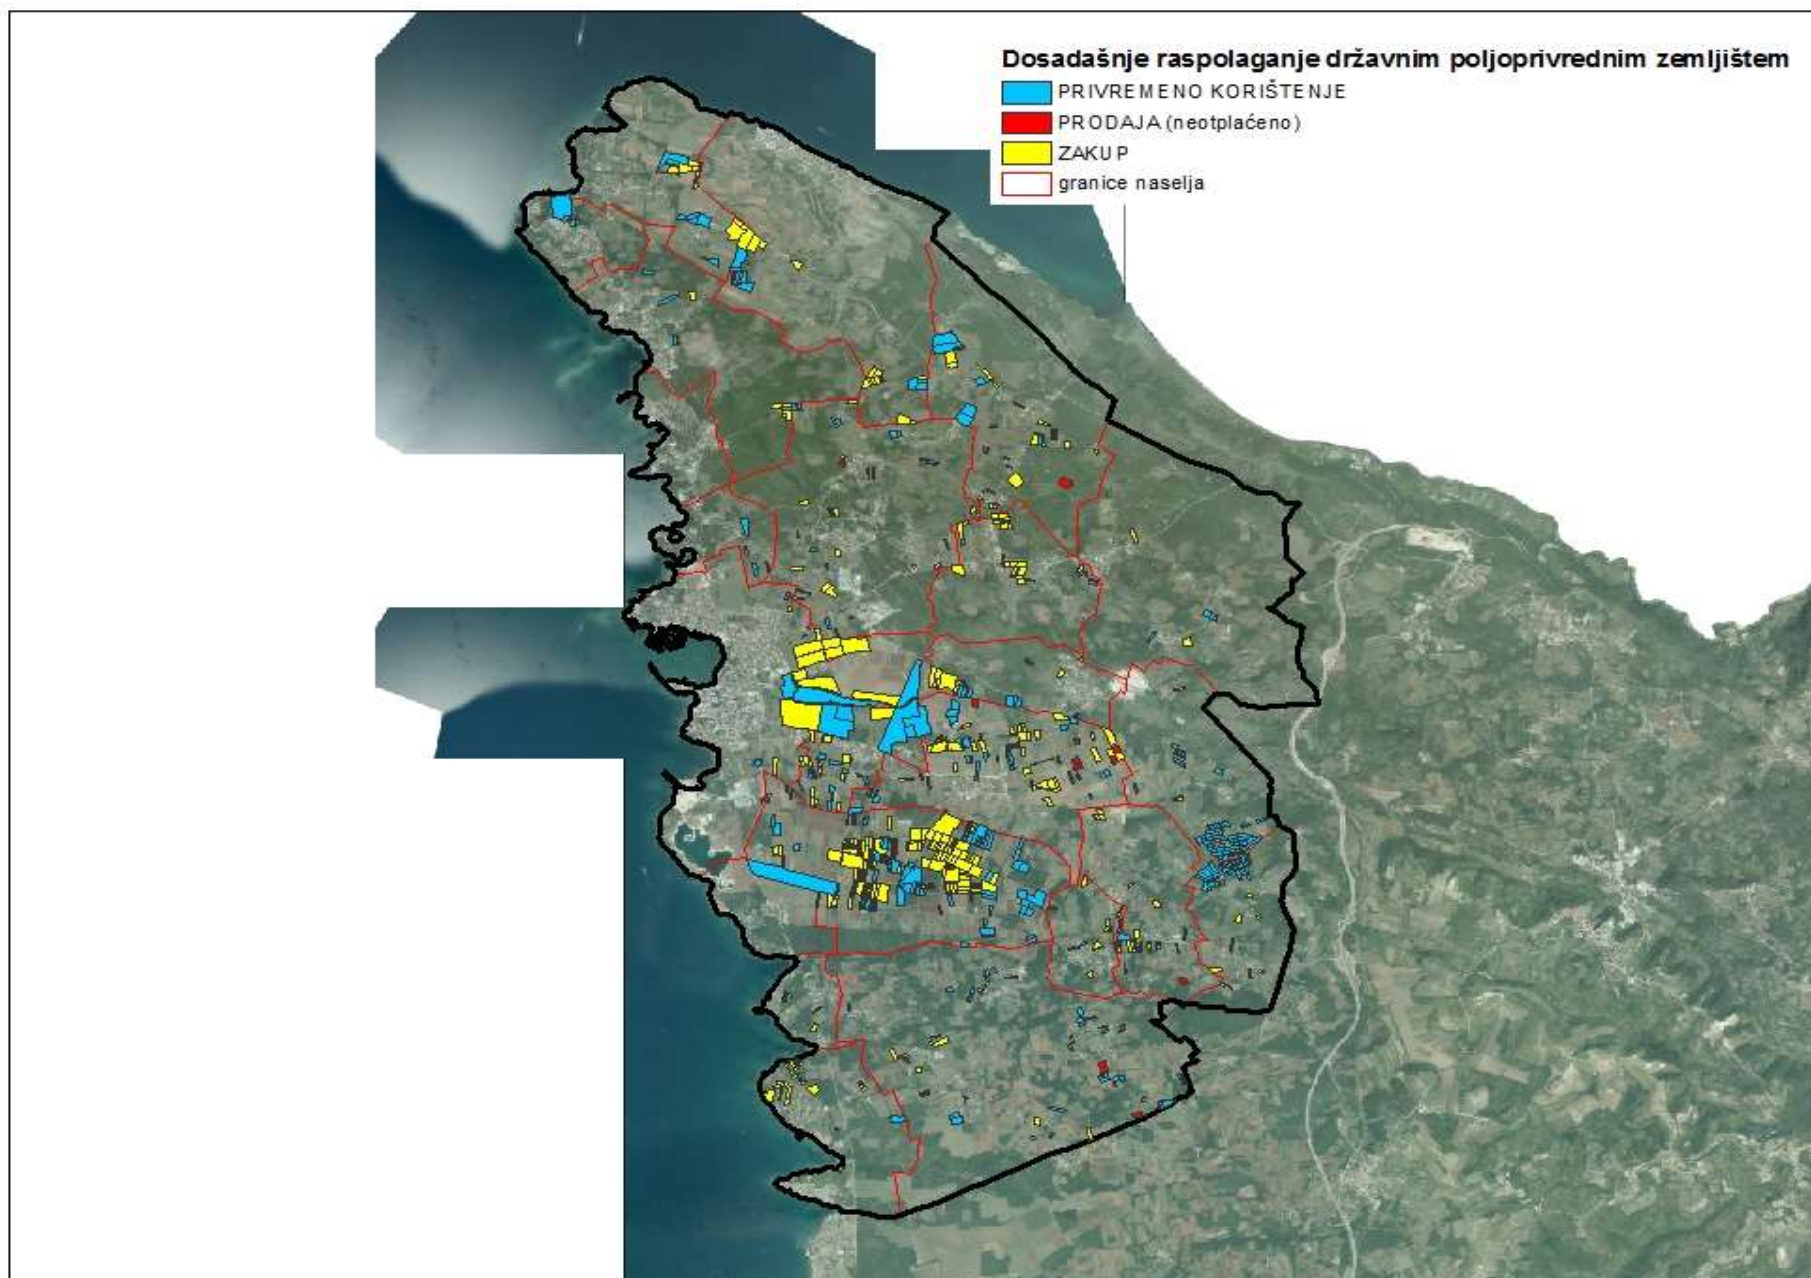 Dosadašnje raspolaganje državnim poljoprivrednim zemljištem
PRIVREMENO KORIŠTENJE
PRODAJA (neotplaćeno)
ZAKUP
granice naselja